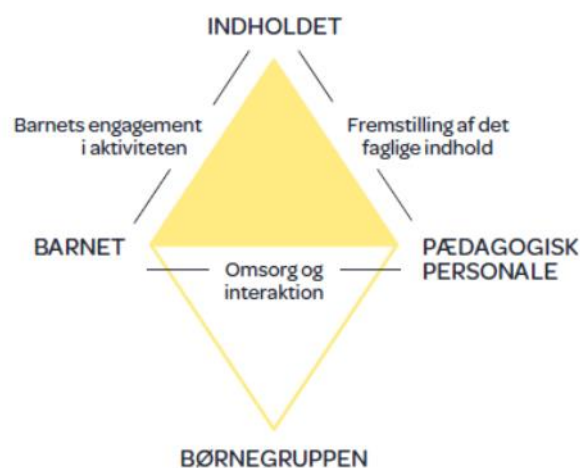 INDHOLDET
Barnets engagement
i aktiviteten
Fremstilling af det
faglige indhold
BARNET
Omsorg og
interaktion
PÆDAGOGISK
PERSONALE
BØRNEGRUPPEN